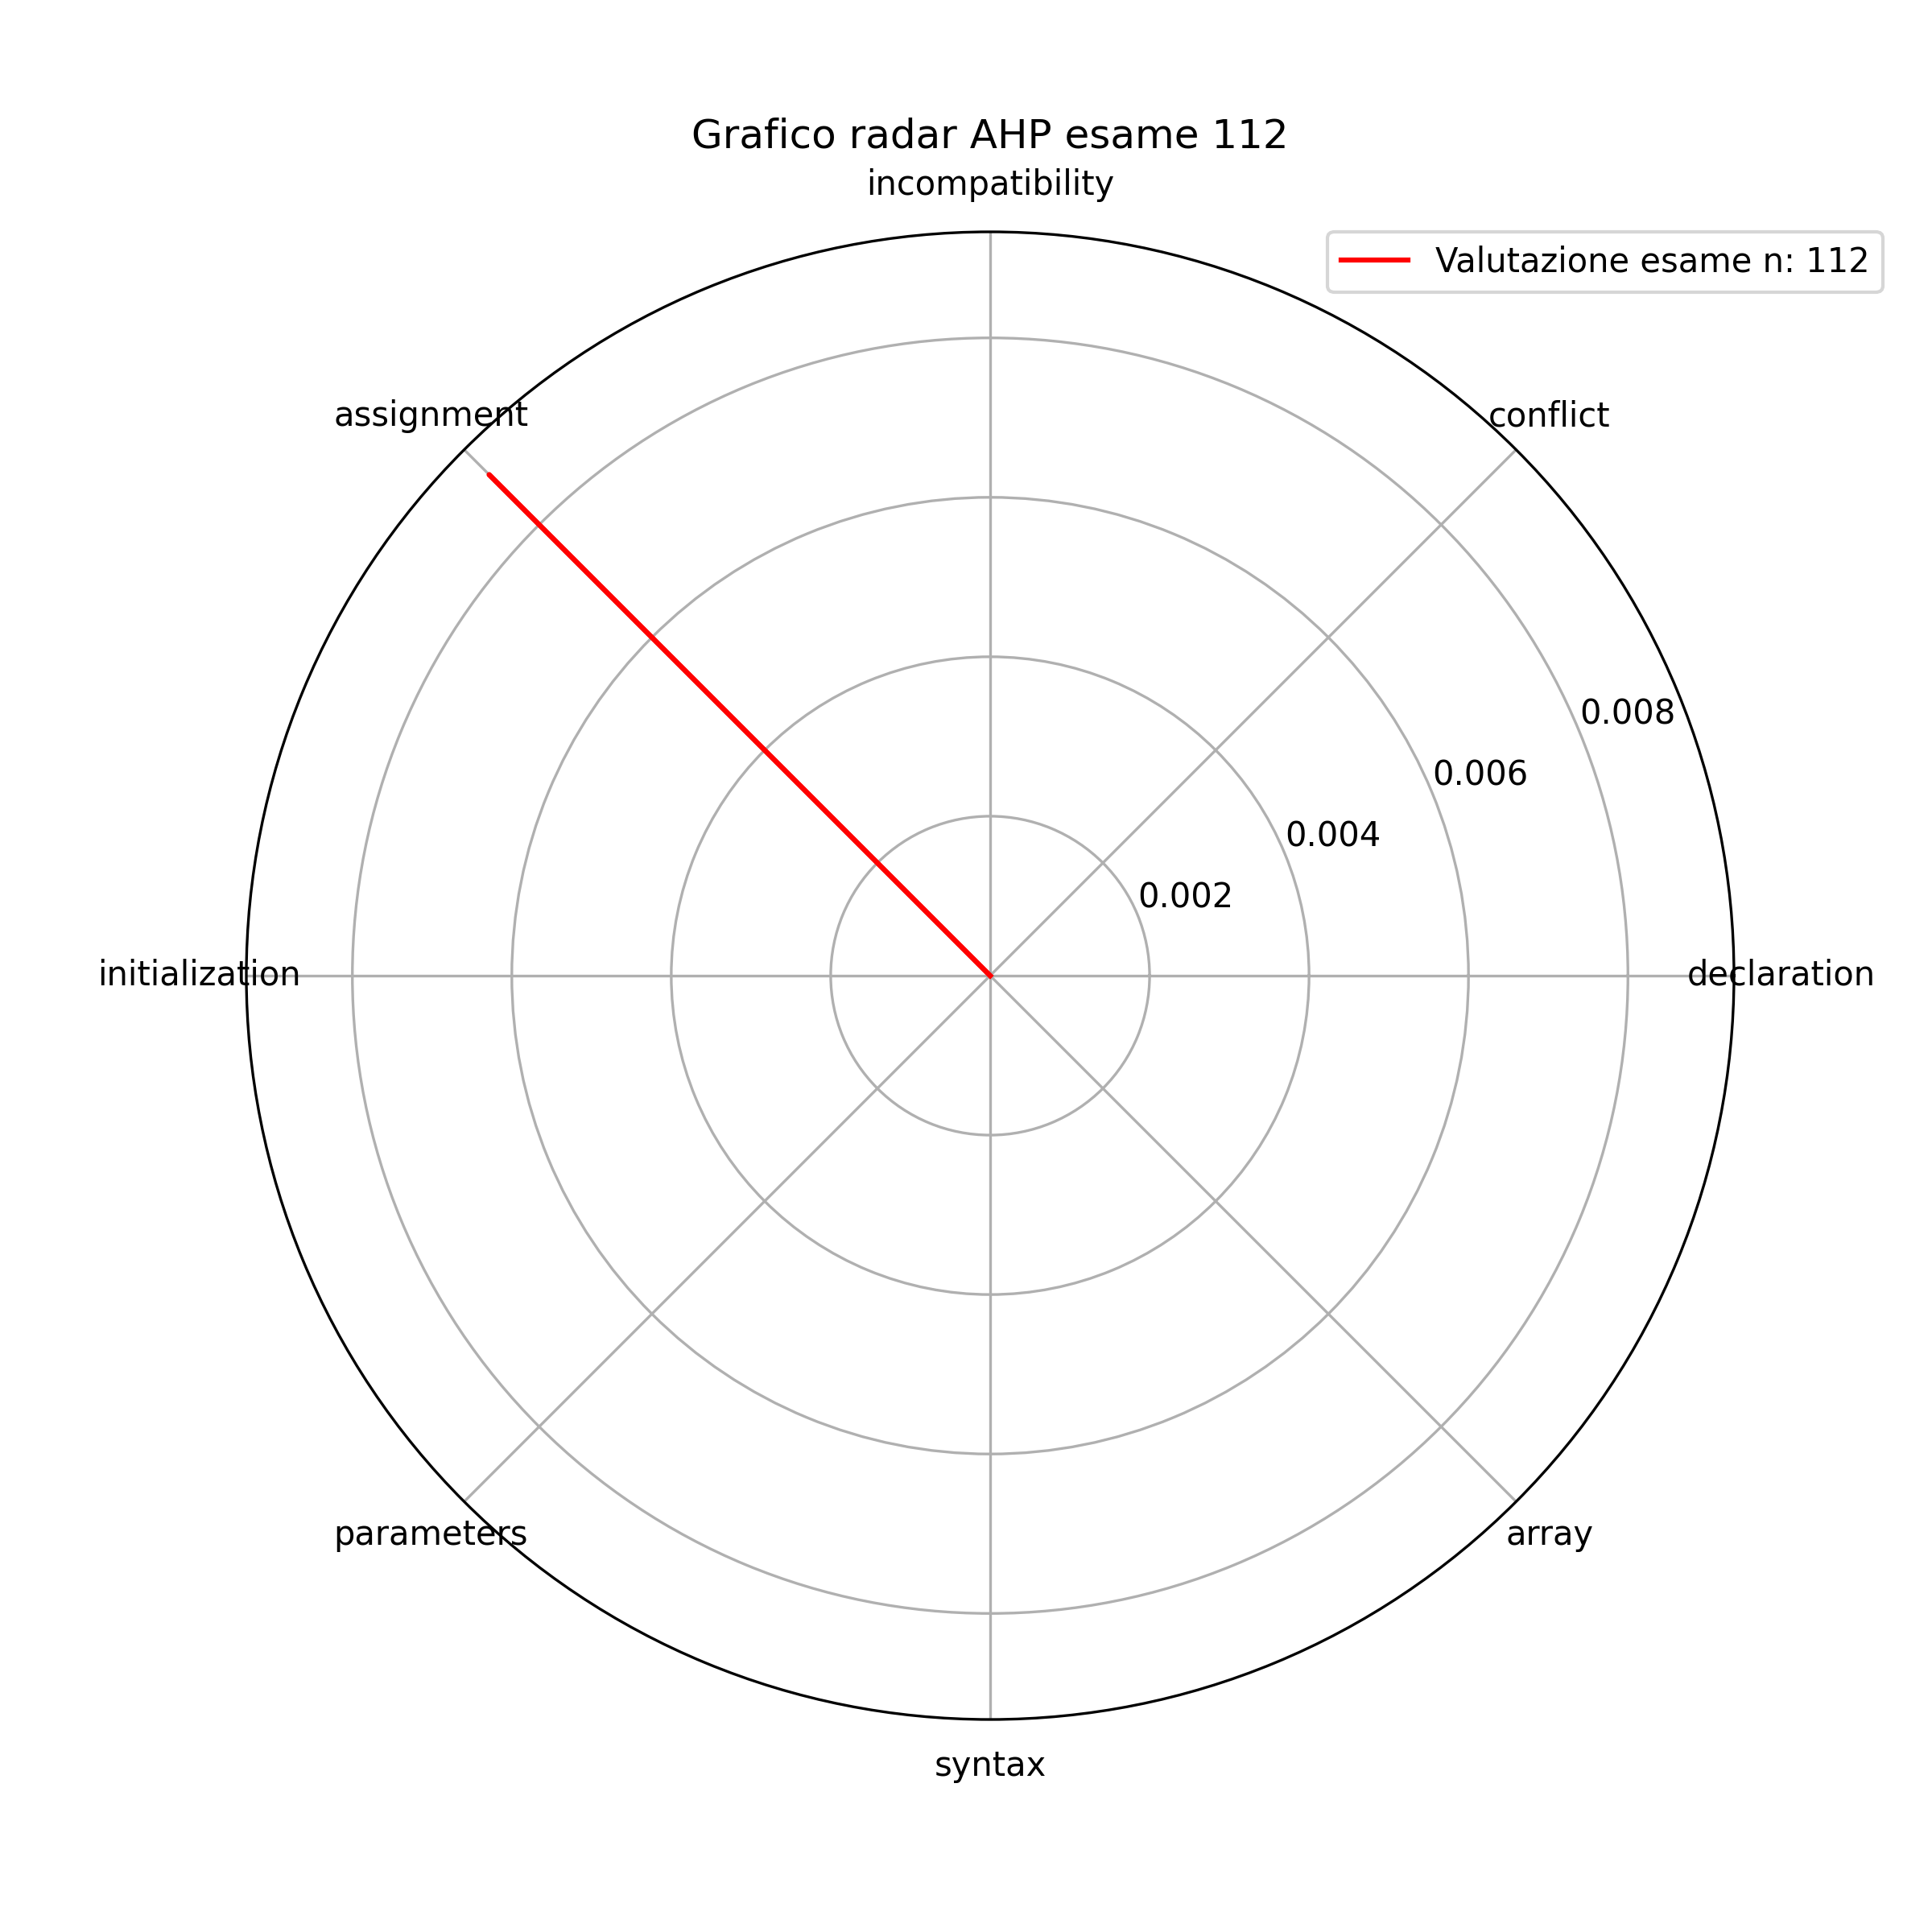 Grafico radar AHP esame 112
incompatibility
Valutazione esame n: 112
assignment
conflict
0.008
0.006
0.004
0.002
initialization
declaration
parameters
array
syntax